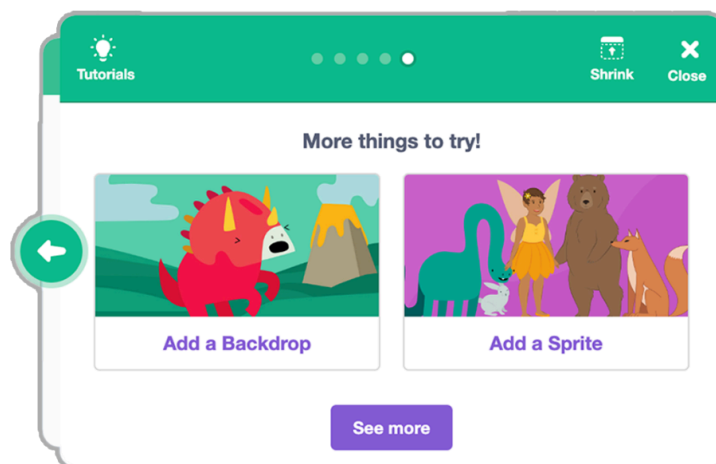 Tutorials
Shrink
Close
More things to try!
Add a Backdrop
Add a Sprite
See more